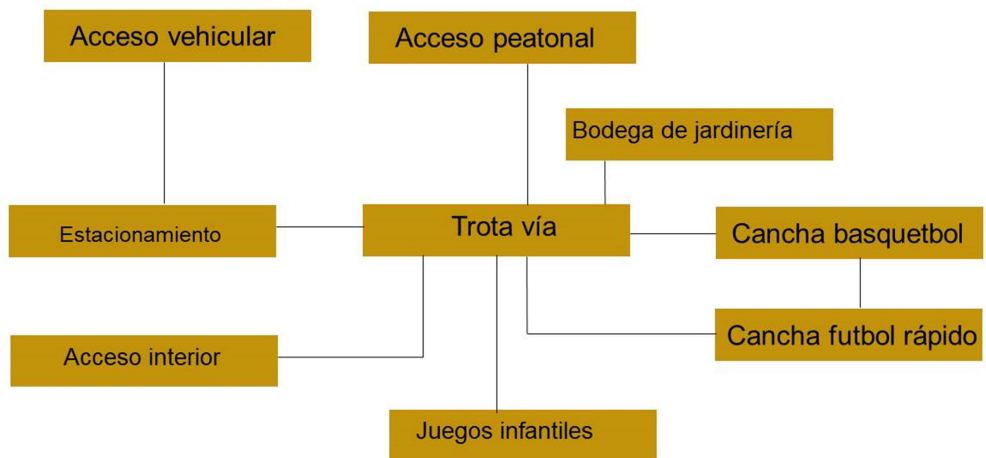 Acceso vehicular
Acceso peatonal
Bodega de jardinería
Estacionamiento
Trota vía
Cancha basquetbol
Acceso interior
Cancha futbol rápido
Juegos infantiles